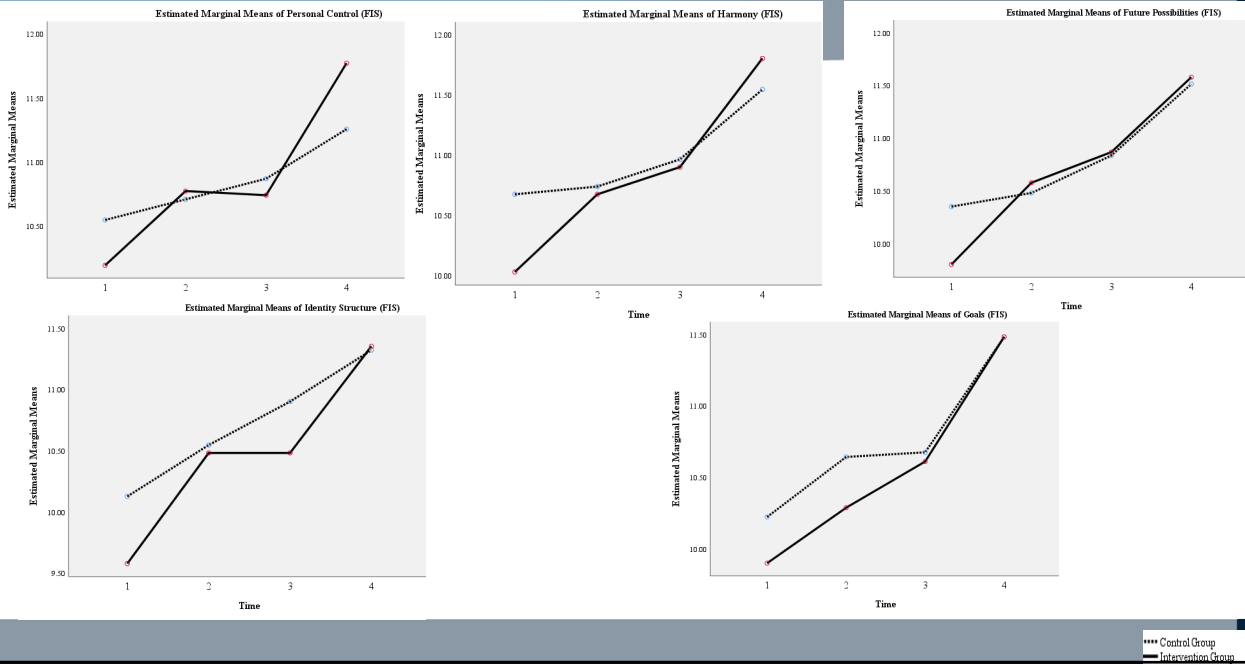 Estimated Marginal Means of Personal Control (FIS)
Estimated Marginal Means
12.00
11.50
11.00
10.50
1 2 3 4
Estimated Marginal Means of Harmony (FIS)
Estimated Marginal Means
12.00
11.50
11.00
10.50
10.00
1 2 3 4
Time
Estimated Marginal Means of Future Possibilities (FIS)
Estimated Marginal Means
12.00
11.50
11.00
10.50
10.00
1 2 3 4
Time
Estimated Marginal Means of Identity Structure (FIS)
Estimated Marginal Means
11.50
11.00
10.50
10.00
9.50
1 2 3 4
Time
Estimated Marginal Means of Goals (FIS)
Estimated Marginal Means
11.50
11.00
10.50
10.00
1 2 3 4
Time
Control Group
Intervention Group